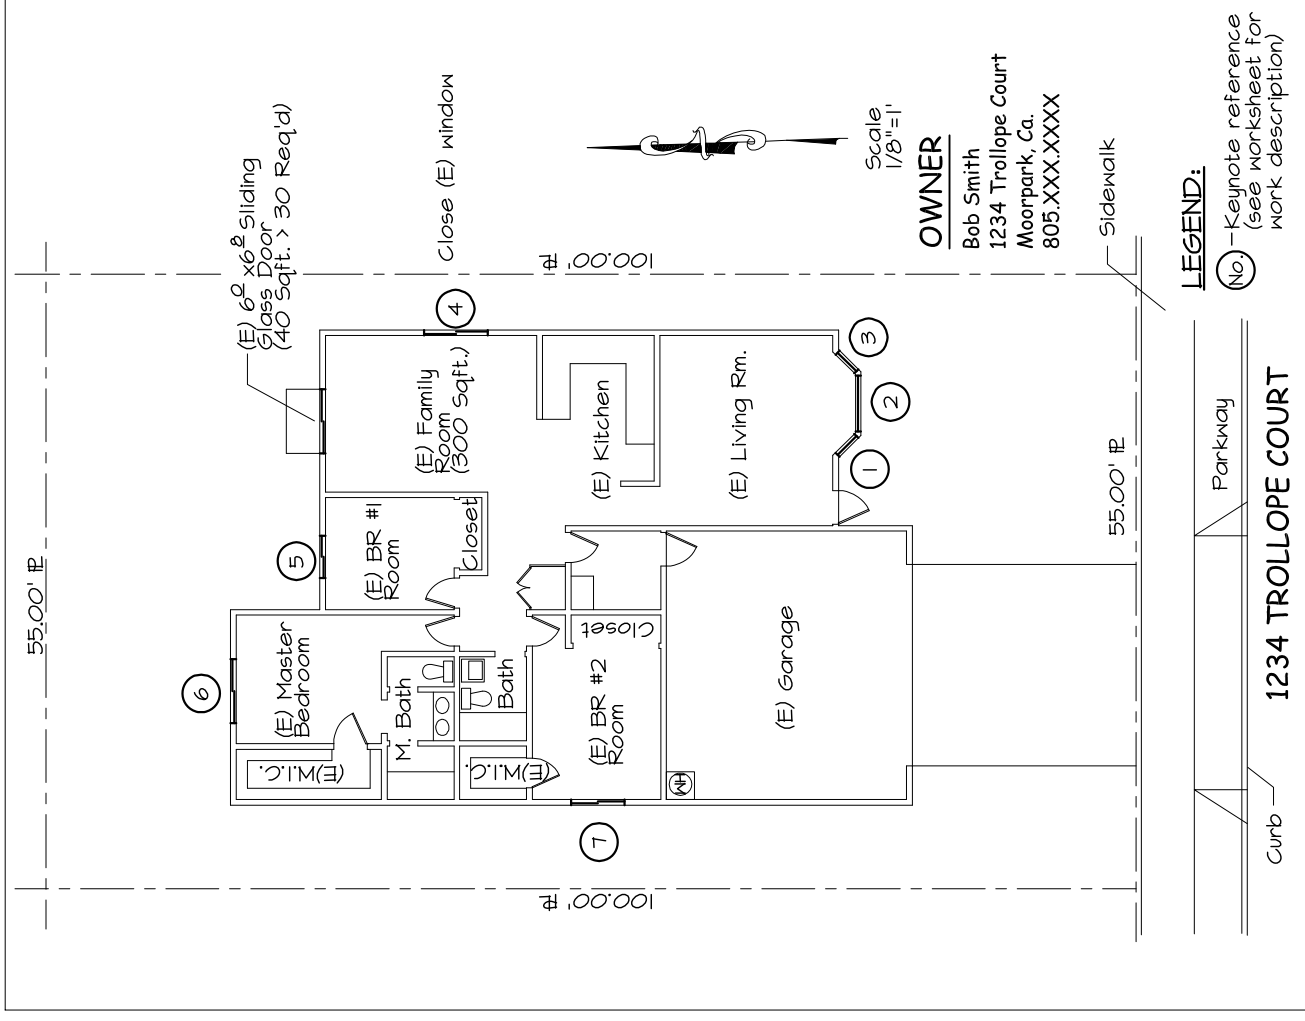 (E) 6⁰ x6⁸ Sliding
Glass Door
(40 Sqft. > 30 Req'd)
Close (E) window
55.00' PL
100.00' PL
4
5
6
7
3
2
1
(E) Family
Room
(300 Sqft.)
(E) BR #1
Room
Closet
(E) Master
Bedroom
(E)W.I.C.
M. Bath
Bath
(E)W.I.C.
(E) BR #2
Room
Closet
(E) Kitchen
(E) Living Rm.
(E) Garage
WH
100.00' PL
55.00' PL
N
Scale
1/8"=1'
OWNER
Bob Smith
1234 Trollope Court
Moorpark, Ca.
805.XXX.XXXX
Sidewalk
Parkway
Curb
1234 TROLLOPE COURT
LEGEND:
No. – Keynote reference
(see worksheet for
work description)